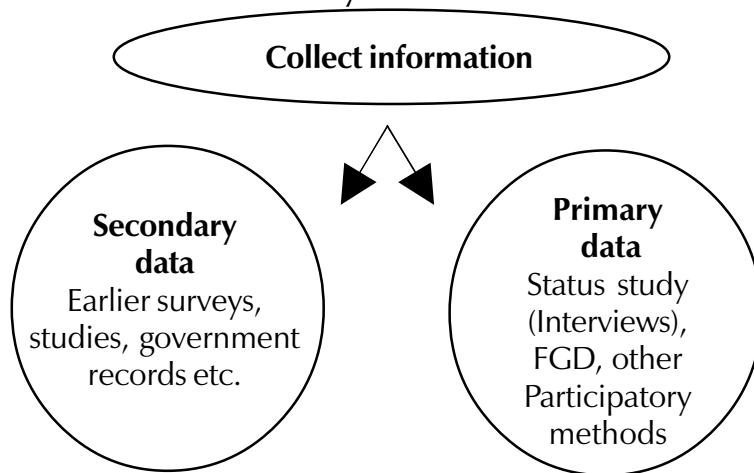 Collect information
Secondary
data
Earlier surveys,
studies, government
records etc.
Primary
data
Status study
(Interviews),
FGD, other
Participatory
methods